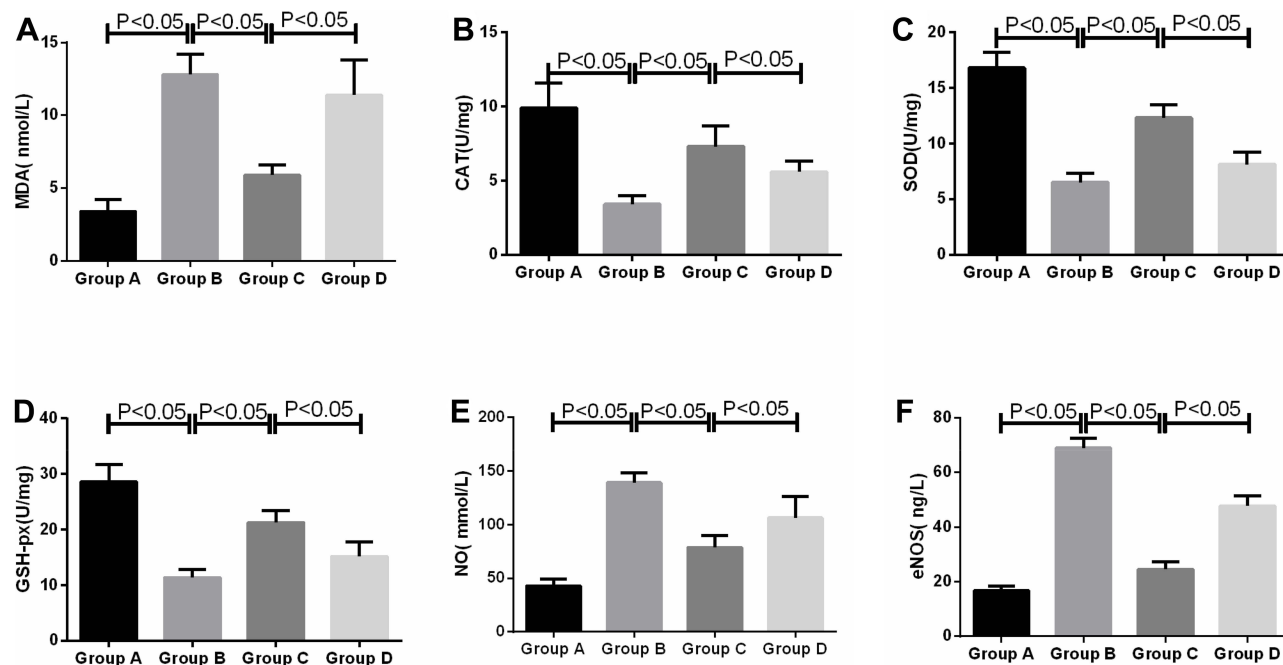 A
P<0.05 P<0.05 P<0.05
MDA( nmol/L)
15
10
5
0
Group A Group B Group C Group D
B
P<0.05 P<0.05 P<0.05
CAT(U/mg)
15
10
5
0
Group A Group B Group C Group D
C
P<0.05 P<0.05 P<0.05
SOD(U/mg)
20
15
10
5
0
Group A Group B Group C Group D
D
P<0.05 P<0.05 P<0.05
GSH-px(U/mg)
40
30
20
10
0
Group A Group B Group C Group D
E
P<0.05 P<0.05 P<0.05
NO( mmol/L)
200
150
100
50
0
Group A Group B Group C Group D
F
P<0.05 P<0.05 P<0.05
eNOS( ng/L)
80
60
40
20
0
Group A Group B Group C Group D